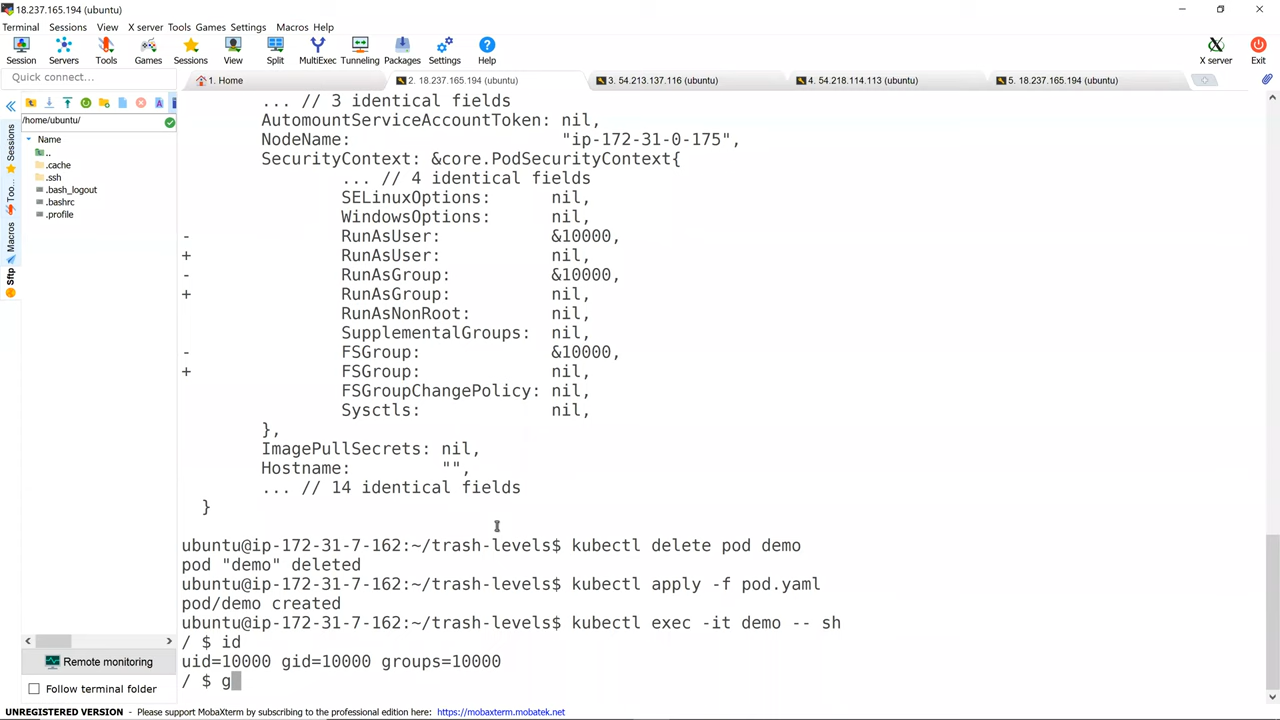 18.237.165.194 (ubuntu)
Terminal Sessions View X server Tools Games Settings Macros Help
Session Servers Tools Games Sessions View Split MultiExec Tunneling Packages Settings Help X server Exit
Quick connect...
1. Home
2. 18.237.165.194 (ubuntu)
3. 54.213.137.116 (ubuntu)
4. 54.218.114.113 (ubuntu)
5. 18.237.165.194 (ubuntu)
/home/ubuntu/
Name
..
.cache
.ssh
.bash_logout
.bashrc
.profile
Sessions
Too...
Macros
Sftp
... // 3 identical fields
AutomountServiceAccountToken: nil,
NodeName: "ip-172-31-0-175",
SecurityContext: &core.PodSecurityContext{
... // 4 identical fields
SELinuxOptions: nil,
WindowsOptions: nil,
- RunAsUser: &10000,
+ RunAsUser: nil,
- RunAsGroup: &10000,
+ RunAsGroup: nil,
RunAsNonRoot: nil,
SupplementalGroups: nil,
- FSGroup: &10000,
+ FSGroup: nil,
FSGroupChangePolicy: nil,
Sysctls: nil,
},
ImagePullSecrets: nil,
Hostname: "",
... // 14 identical fields
}
ubuntu@ip-172-31-7-162:~/trash-levels$ kubectl delete pod demo
pod "demo" deleted
ubuntu@ip-172-31-7-162:~/trash-levels$ kubectl apply -f pod.yaml
pod/demo created
ubuntu@ip-172-31-7-162:~/trash-levels$ kubectl exec -it demo -- sh
/ $ id
uid=10000 gid=10000 groups=10000
/ $ g
Remote monitoring
Follow terminal folder
UNREGISTERED VERSION - Please support MobaXterm by subscribing to the professional edition here: https://mobaxterm.mobatek.net